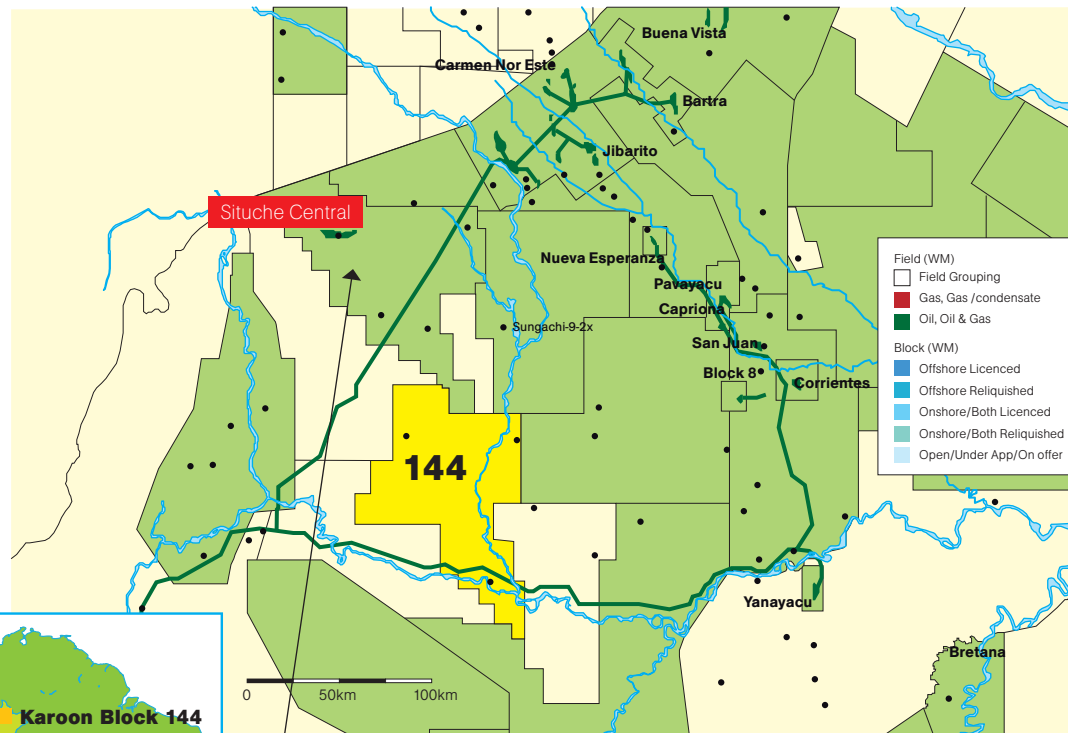 Buena Vista
Carmen Nor Este
Bartra
Jibarito
Situche Central
Nueva Esperanza
Pavayacu
Capriona
Sungachi-9-2x
San Juan
Block 8
Corrientes
144
Yanayacu
Bretana
Field (WM)
Field Grouping
Gas, Gas /condensate
Oil, Oil & Gas
Block (WM)
Offshore Licenced
Offshore Reliquished
Onshore/Both Licenced
Onshore/Both Reliquished
Open/Under App/On offer
0 50km 100km
Karoon Block 144